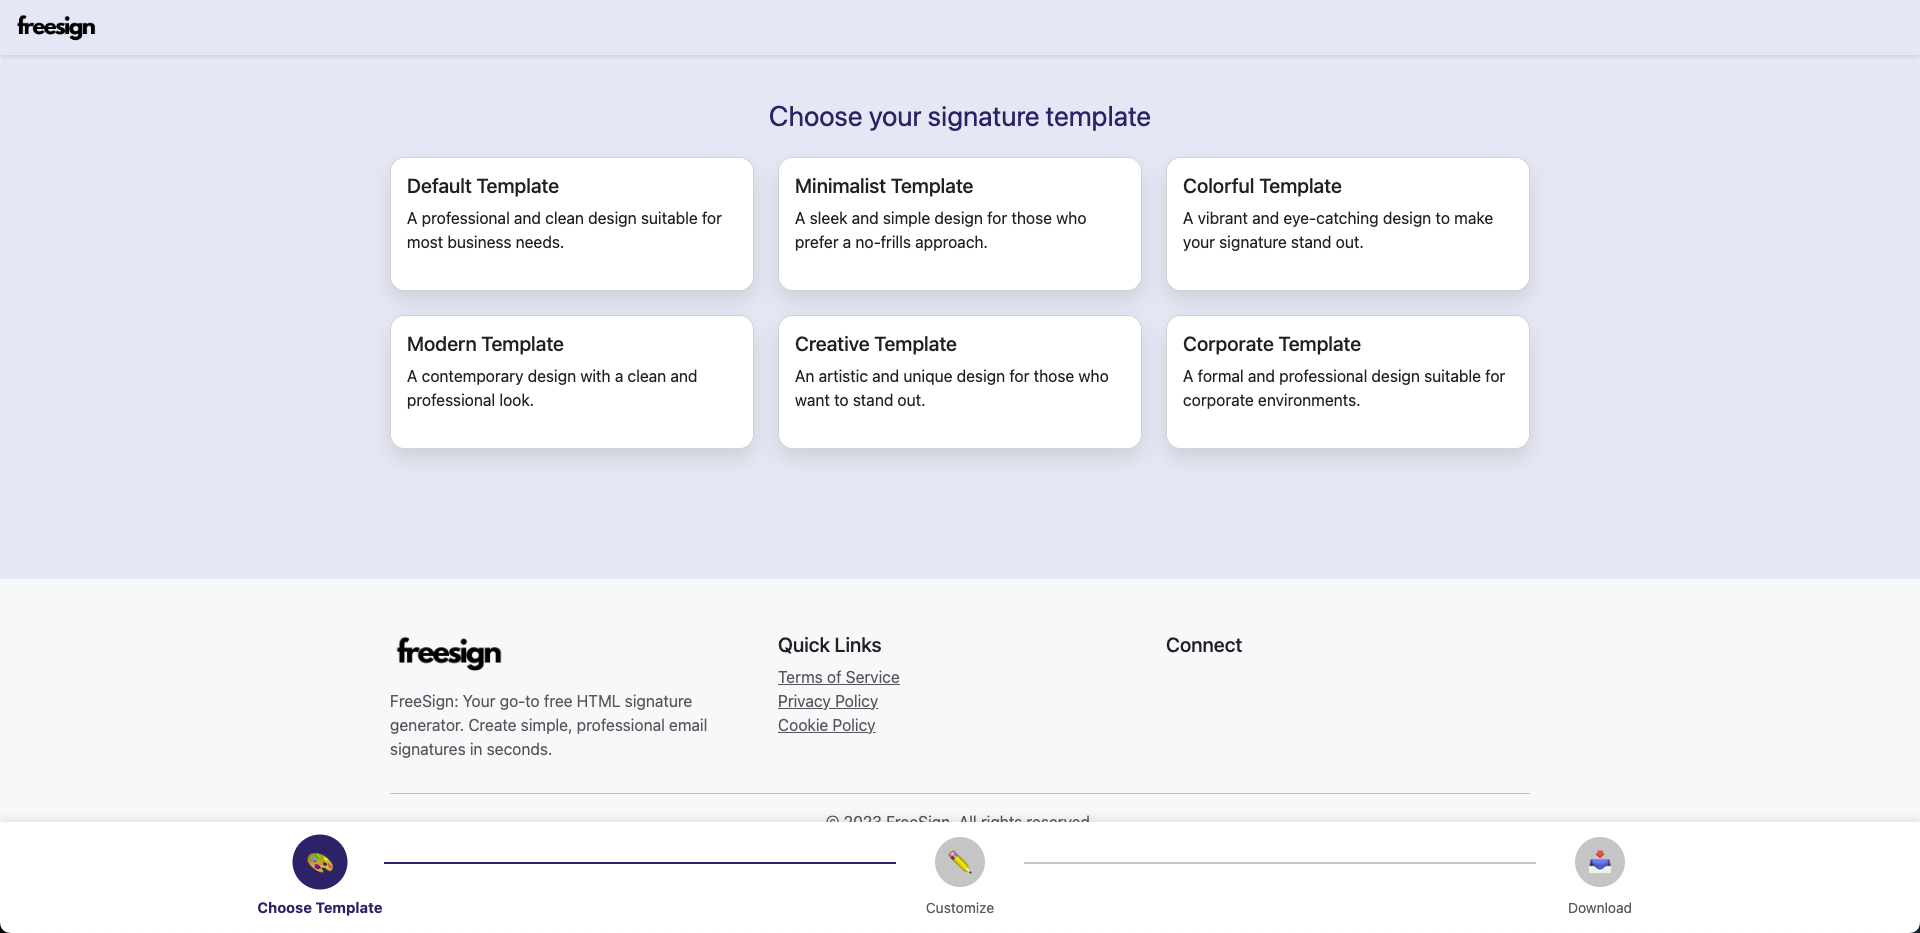 freesign
Choose your signature template
Default Template
A professional and clean design suitable for
most business needs.
Minimalist Template
A sleek and simple design for those who
prefer a no-frills approach.
Colorful Template
A vibrant and eye-catching design to make
your signature stand out.
Modern Template
A contemporary design with a clean and
professional look.
Creative Template
An artistic and unique design for those who
want to stand out.
Corporate Template
A formal and professional design suitable for
corporate environments.
freesign
FreeSign: Your go-to free HTML signature
generator. Create simple, professional email
signatures in seconds.
Quick Links
Terms of Service
Privacy Policy
Cookie Policy
Connect
© 2023 FreeSign. All rights reserved.
Choose Template
Customize
Download